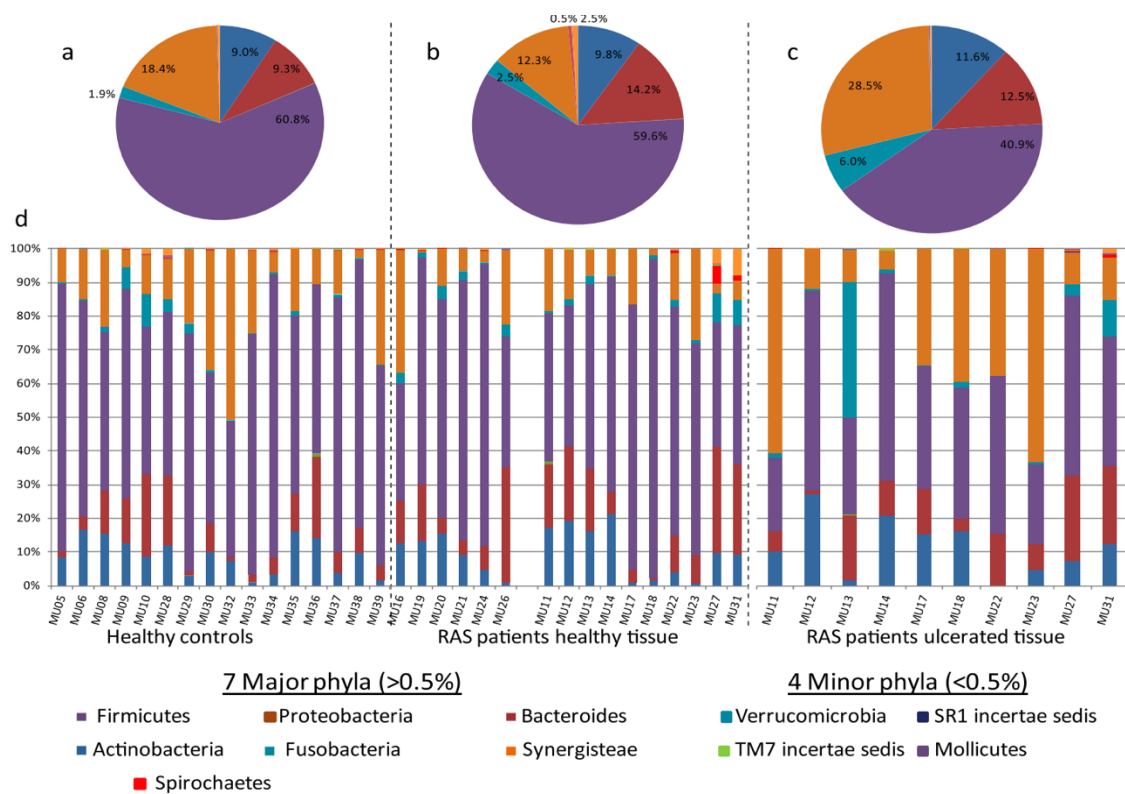 a
9.0%
9.3%
60.8%
1.9%
18.4%
b
0.5% 2.5%
9.8%
14.2%
59.6%
2.5%
12.3%
c
11.6%
12.5%
40.9%
6.0%
28.5%
d
100%
90%
80%
70%
60%
50%
40%
30%
20%
10%
0%
MU05 MU06 MU08 MU09 MU10 MU28 MU29 MU30 MU32 MU33 MU34 MU35 MU36 MU37 MU38 MU39 MU16 MU19 MU20 MU21 MU24 MU26 MU11 MU12 MU13 MU14 MU17 MU18 MU22 MU23 MU27 MU31 MU11 MU12 MU13 MU14 MU17 MU18 MU22 MU23 MU27 MU31
Healthy controls RAS patients healthy tissue RAS patients ulcerated tissue
7 Major phyla (>0.5%) 4 Minor phyla (<0.5%)
Firmicutes Proteobacteria Bacteroides Verrucomicrobia SR1 incertae sedis
Actinobacteria Fusobacteria Synergisteae TM7 incertae sedis Mollicutes
Spirochaetes